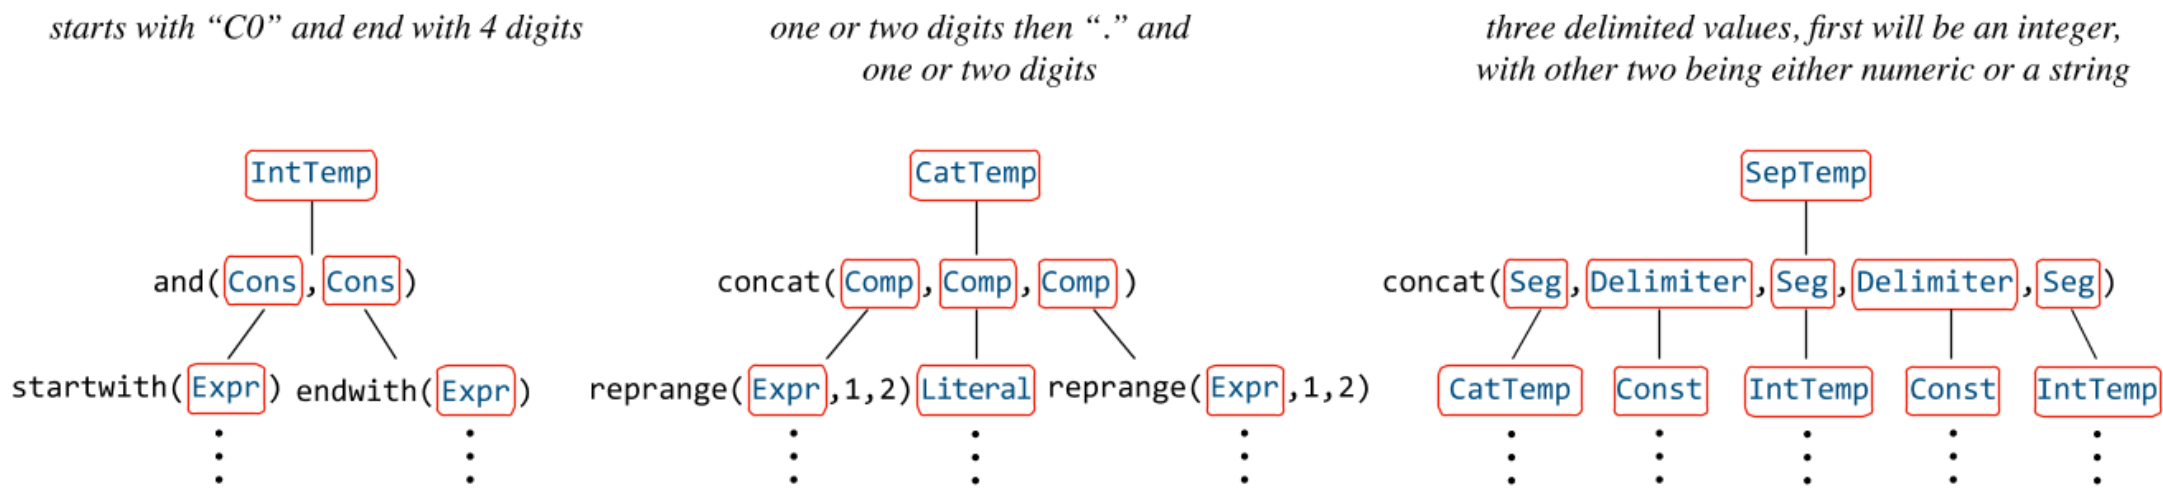 starts with “C0” and end with 4 digits
one or two digits then “.” and
one or two digits
three delimited values, first will be an integer,
with other two being either numeric or a string
IntTemp
and(Cons,Cons)
startwith(Expr) endwith(Expr)
CatTemp
concat(Comp,Comp,Comp)
reprange(Expr,1,2) Literal reprange(Expr,1,2)
SepTemp
concat(Seg,Delimiter,Seg,Delimiter,Seg)
CatTemp Const IntTemp Const IntTemp